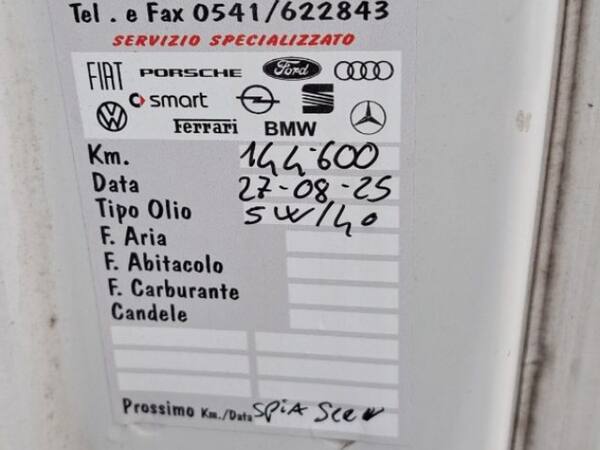 Tel. e Fax 0541/622843
SERVIZIO SPECIALIZZATO
FIAT PORSCHE Ford
smart
Ferrari BMW
Km. 144-600
Data 27-08-25
Tipo Olio 5W/40
F. Aria
F. Abitacolo
F. Carburante
Candele
Prossimo Km./Data SPIA